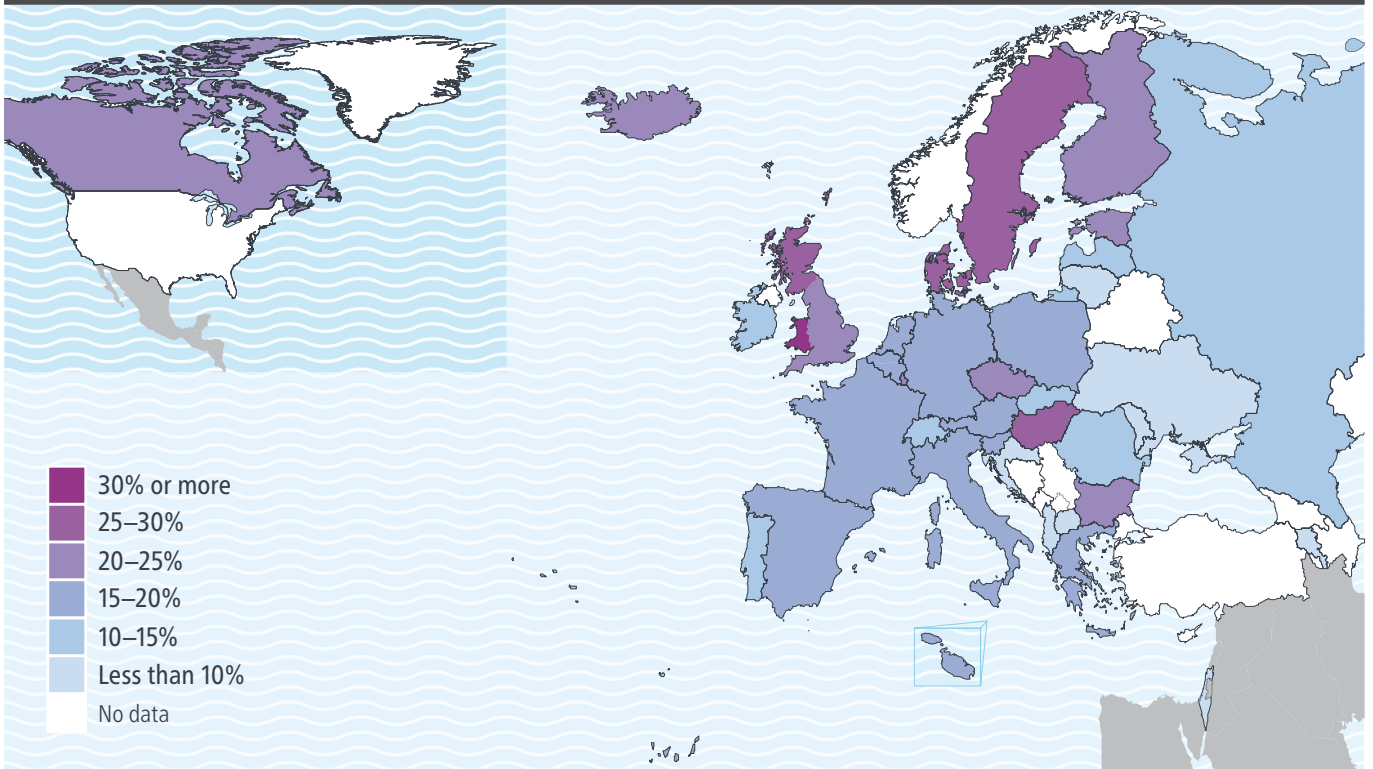 30% or more
25–30%
20–25%
15–20%
10–15%
Less than 10%
No data